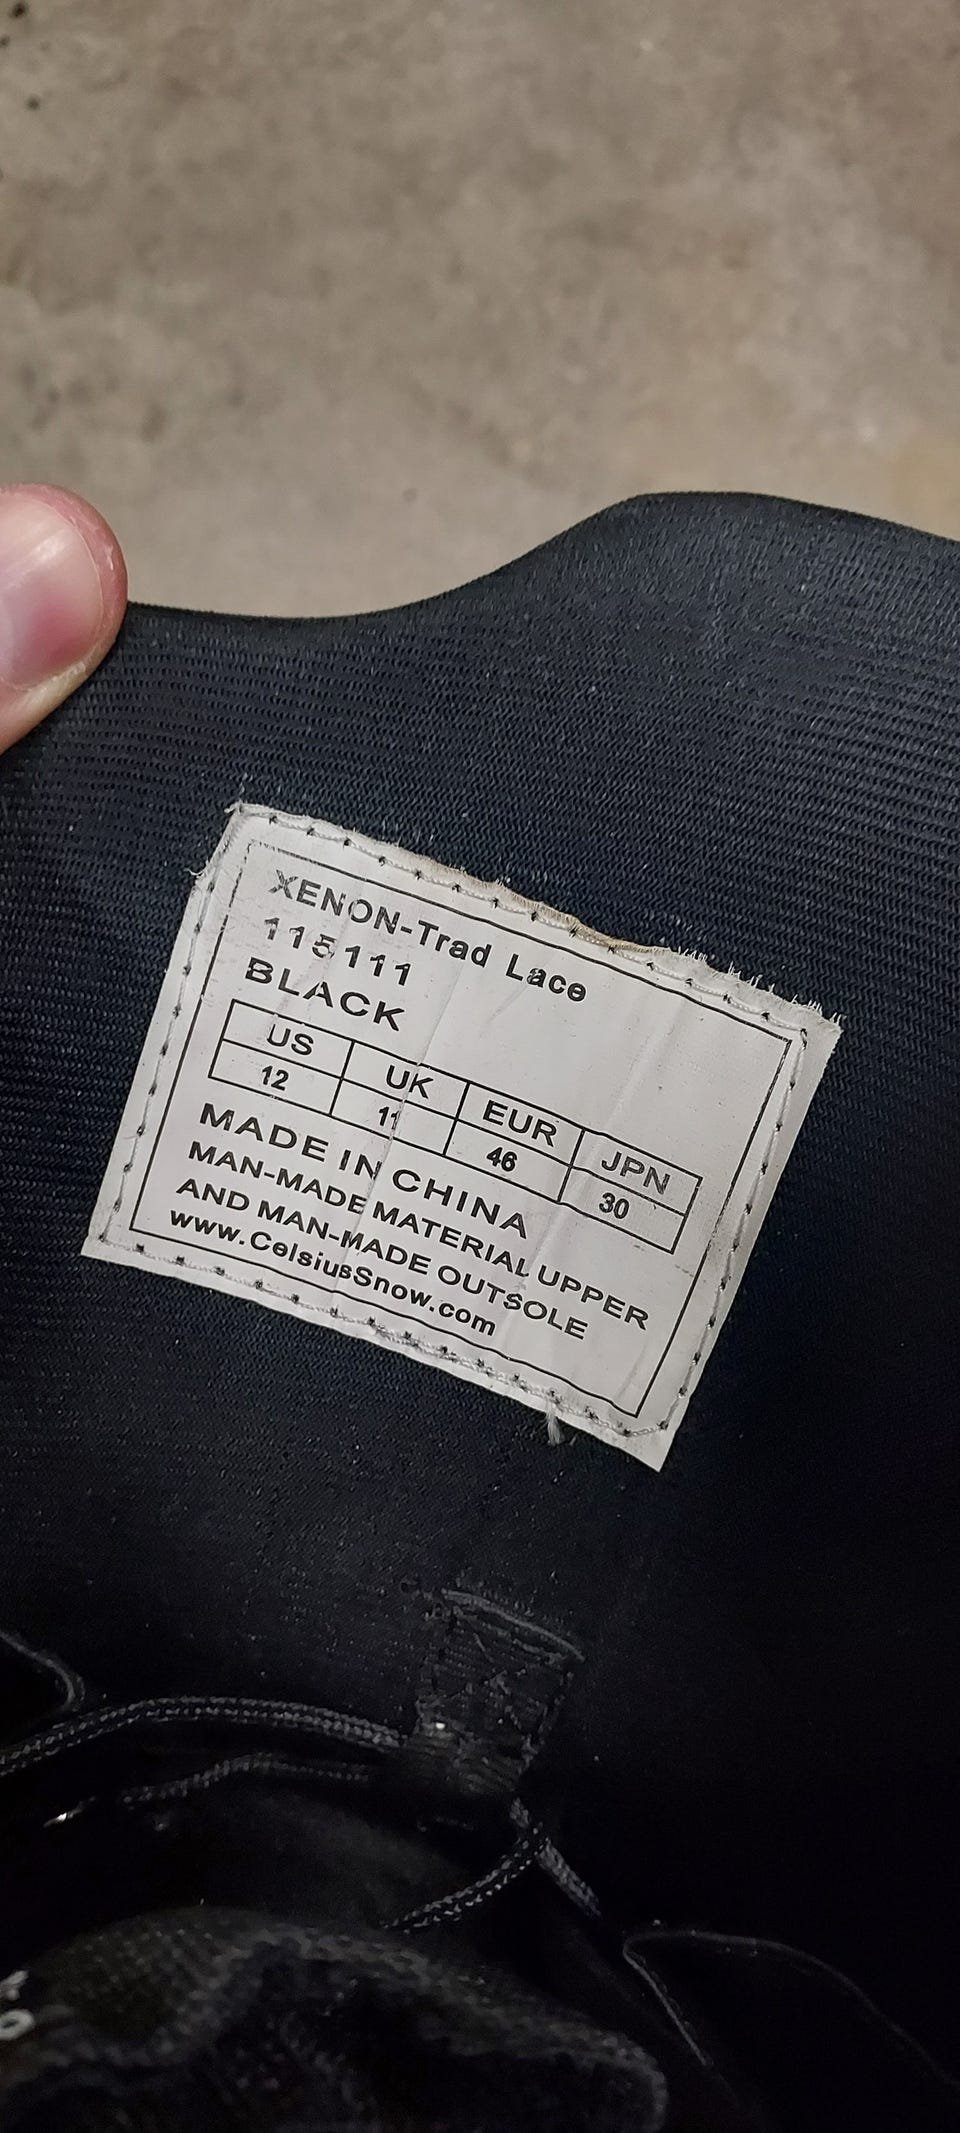 XENON-Trad Lace
115111
BLACK
US UK EUR JPN
12 11 46 30
MADE IN CHINA
MAN-MADE MATERIAL UPPER
AND MAN-MADE OUTSOLE
www.CelsiusSnow.com